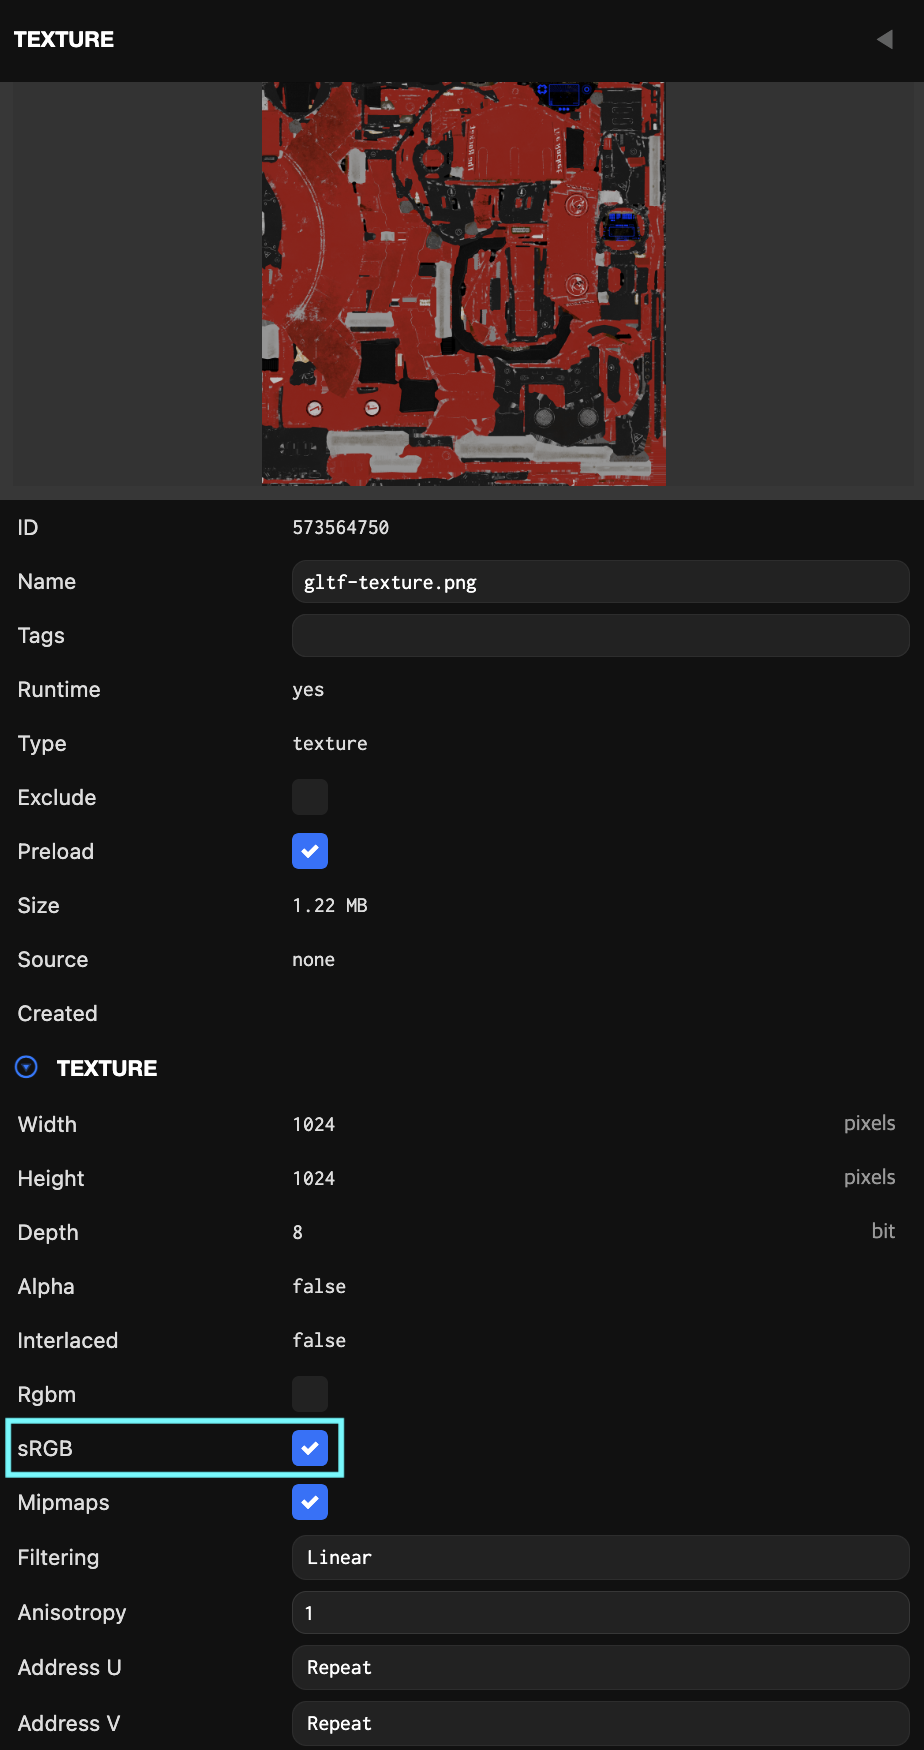 TEXTURE
ID 573564750
Name gltf-texture.png
Tags
Runtime yes
Type texture
Exclude
Preload
Size 1.22 MB
Source none
Created
TEXTURE
Width 1024 pixels
Height 1024 pixels
Depth 8 bit
Alpha false
Interlaced false
Rgbm
sRGB
Mipmaps
Filtering Linear
Anisotropy 1
Address U Repeat
Address V Repeat